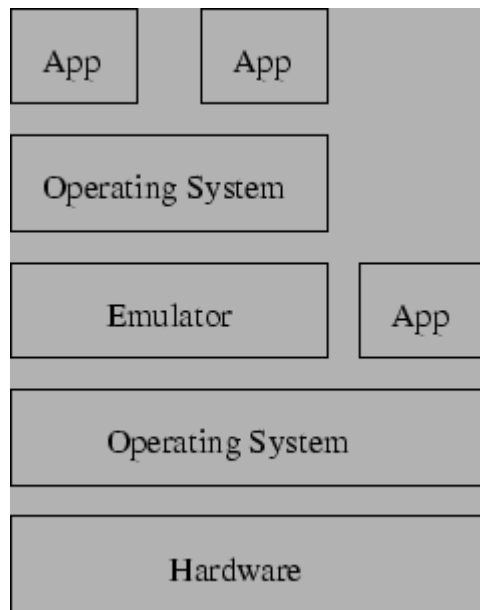 App App
Operating System
Emulator App
Operating System
Hardware